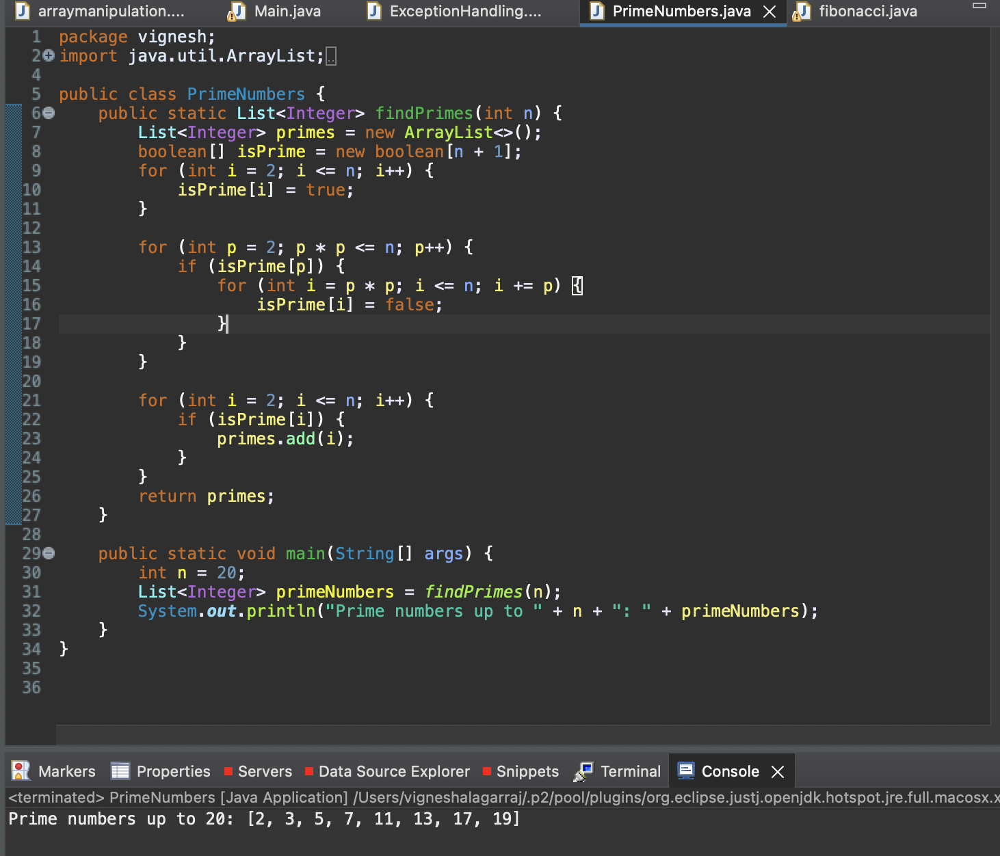 arraymanipulation.... Main.java ExceptionHandling.... PrimeNumbers.java fibonacci.java
1 package vignesh;
2 import java.util.ArrayList;
4
5 public class PrimeNumbers {
6     public static List<Integer> findPrimes(int n) {
7         List<Integer> primes = new ArrayList<>();
8         boolean[] isPrime = new boolean[n + 1];
9         for (int i = 2; i <= n; i++) {
10             isPrime[i] = true;
11         }
12
13         for (int p = 2; p * p <= n; p++) {
14             if (isPrime[p]) {
15                 for (int i = p * p; i <= n; i += p) {
16                     isPrime[i] = false;
17                 }
18             }
19         }
20
21         for (int i = 2; i <= n; i++) {
22             if (isPrime[i]) {
23                 primes.add(i);
24             }
25         }
26         return primes;
27     }
28
29     public static void main(String[] args) {
30         int n = 20;
31         List<Integer> primeNumbers = findPrimes(n);
32         System.out.println("Prime numbers up to " + n + ": " + primeNumbers);
33     }
34 }
35
36
Markers Properties Servers Data Source Explorer Snippets Terminal Console
<terminated> PrimeNumbers [Java Application] /Users/vigneshalagarraj/.p2/pool/plugins/org.eclipse.justj.openjdk.hotspot.jre.full.macosx.x
Prime numbers up to 20: [2, 3, 5, 7, 11, 13, 17, 19]